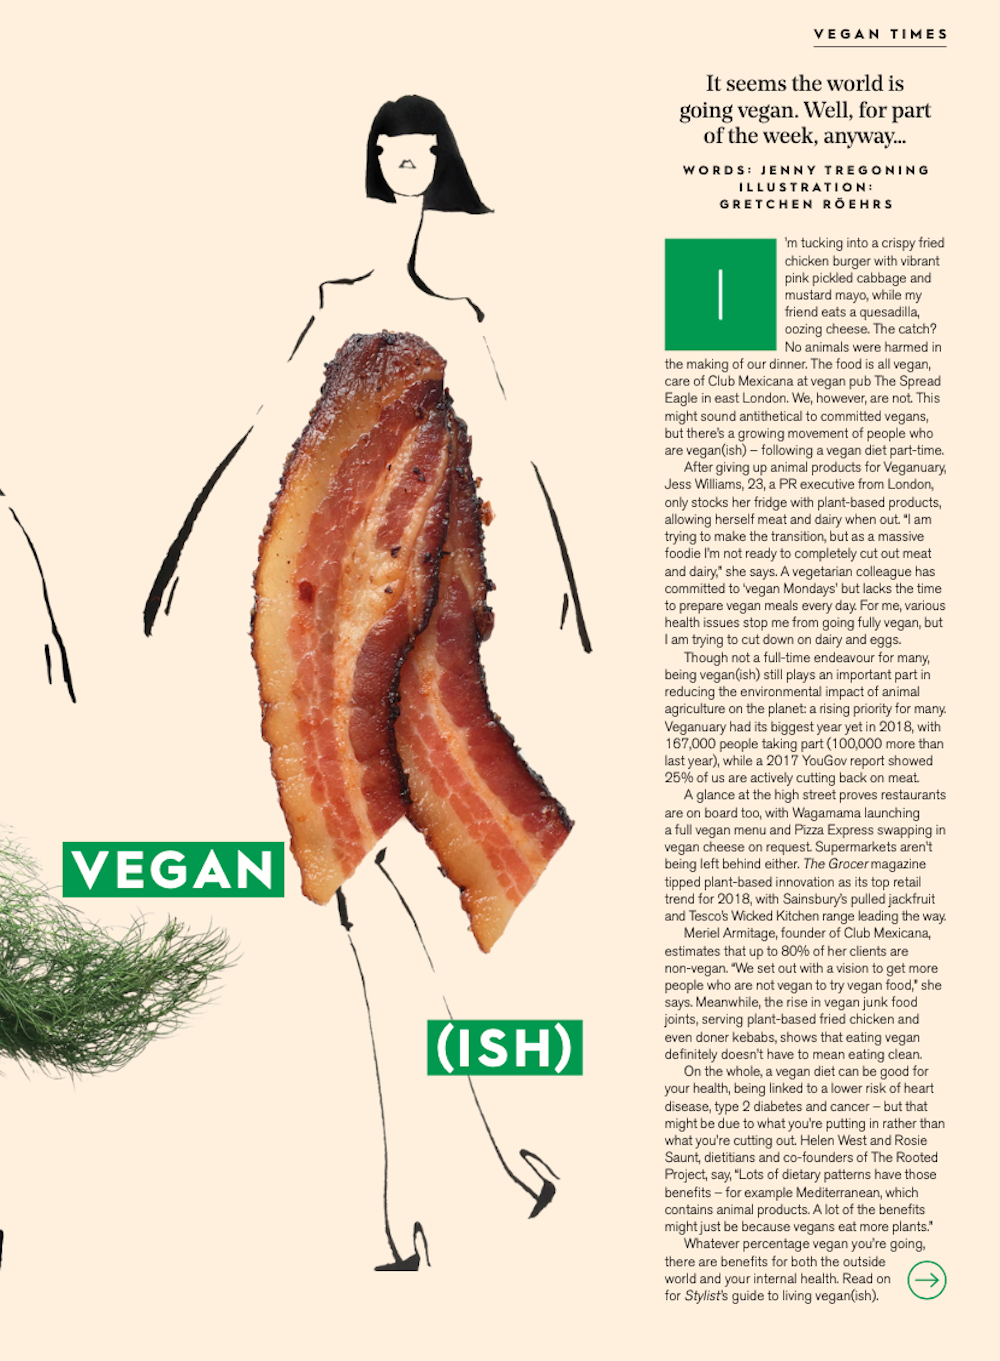 VEGAN TIMES
It seems the world is
going vegan. Well, for part
of the week, anyway...
WORDS: JENNY TREGONING
ILLUSTRATION:
GRETCHEN RÖEHRS
I'm tucking into a crispy fried
chicken burger with vibrant
pink pickled cabbage and
mustard mayo, while my
friend eats a quesadilla,
oozing cheese. The catch?
No animals were harmed in
the making of our dinner. The food is all vegan,
care of Club Mexicana at vegan pub The Spread
Eagle in east London. We, however, are not. This
might sound antithetical to committed vegans,
but there's a growing movement of people who
are vegan(ish) – following a vegan diet part-time.
After giving up animal products for Veganuary,
Jess Williams, 23, a PR executive from London,
only stocks her fridge with plant-based products,
allowing herself meat and dairy when out. "I am
trying to make the transition, but as a massive
foodie I'm not ready to completely cut out meat
and dairy," she says. A vegetarian colleague has
committed to 'vegan Mondays' but lacks the time
to prepare vegan meals every day. For me, various
health issues stop me from going fully vegan, but
I am trying to cut down on dairy and eggs.
Though not a full-time endeavour for many,
being vegan(ish) still plays an important part in
reducing the environmental impact of animal
agriculture on the planet: a rising priority for many.
Veganuary had its biggest year yet in 2018, with
167,000 people taking part (100,000 more than
last year), while a 2017 YouGov report showed
25% of us are actively cutting back on meat.
A glance at the high street proves restaurants
are on board too, with Wagamama launching
a full vegan menu and Pizza Express swapping in
vegan cheese on request. Supermarkets aren't
being left behind either. The Grocer magazine
tipped plant-based innovation as its top retail
trend for 2018, with Sainsbury's pulled jackfruit
and Tesco's Wicked Kitchen range leading the way.
Meriel Armitage, founder of Club Mexicana,
estimates that up to 80% of her clients are
non-vegan. "We set out with a vision to get more
people who are not vegan to try vegan food," she
says. Meanwhile, the rise in vegan junk food
joints, serving plant-based fried chicken and
even doner kebabs, shows that eating vegan
definitely doesn't have to mean eating clean.
On the whole, a vegan diet can be good for
your health, being linked to a lower risk of heart
disease, type 2 diabetes and cancer – but that
might be due to what you're putting in rather than
what you're cutting out. Helen West and Rosie
Saunt, dietitians and co-founders of The Rooted
Project, say, "Lots of dietary patterns have those
benefits – for example Mediterranean, which
contains animal products. A lot of the benefits
might just be because vegans eat more plants."
Whatever percentage vegan you're going,
there are benefits for both the outside
world and your internal health. Read on
for Stylist's guide to living vegan(ish).
VEGAN
(ISH)